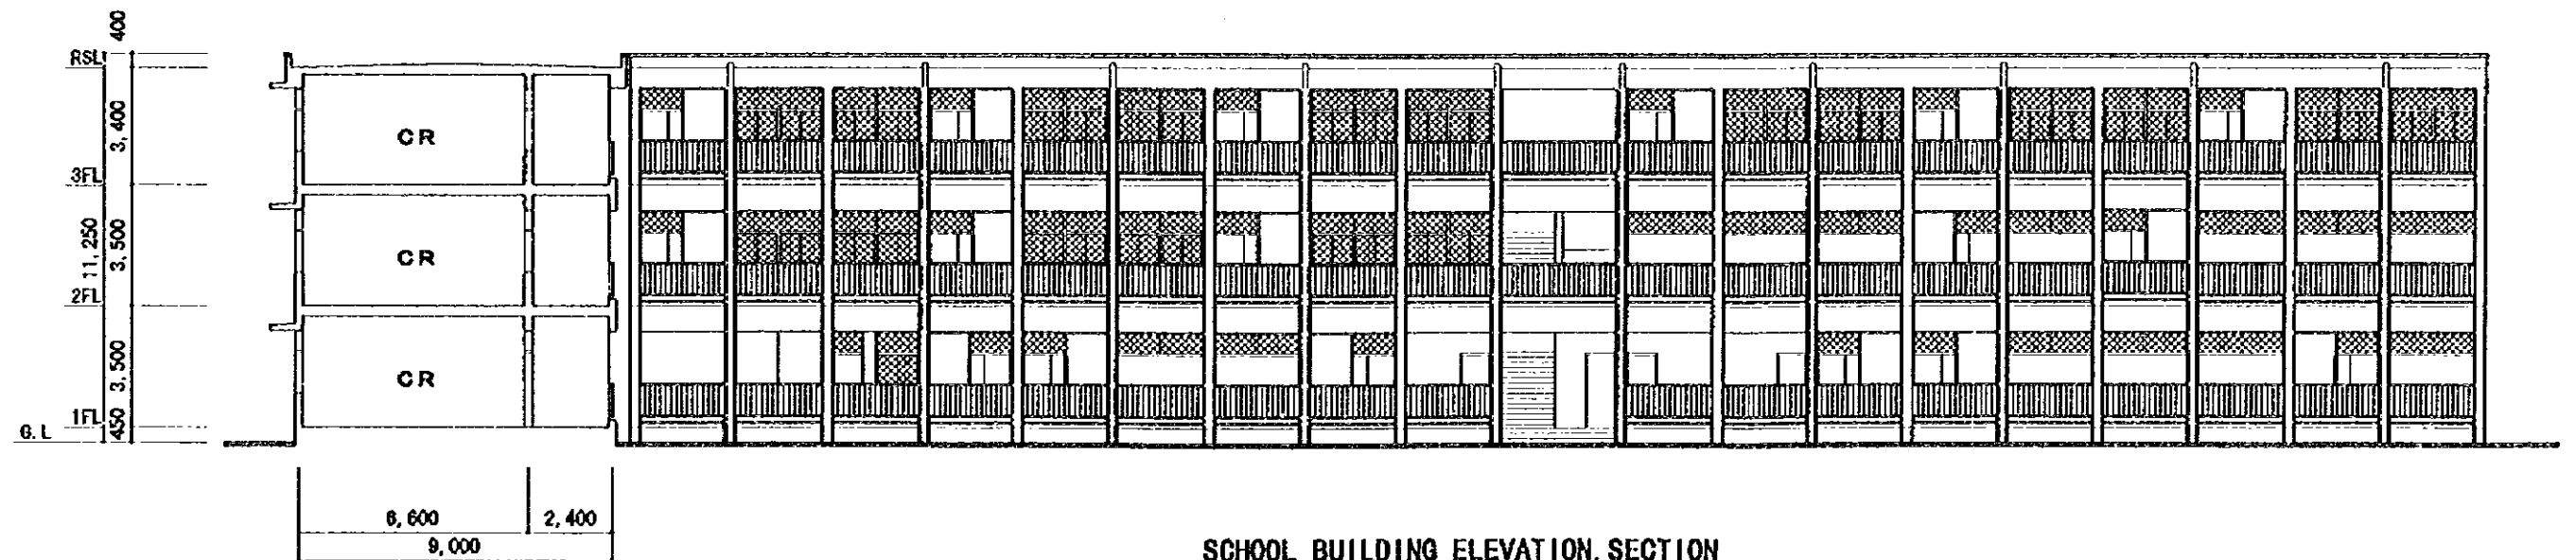 400
RSL
3,400
CR
3FL
11,250
3,500
CR
2FL
3,500
CR
1FL
450
G.L
6,600
2,400
9,000
SCHOOL BUILDING ELEVATION, SECTION